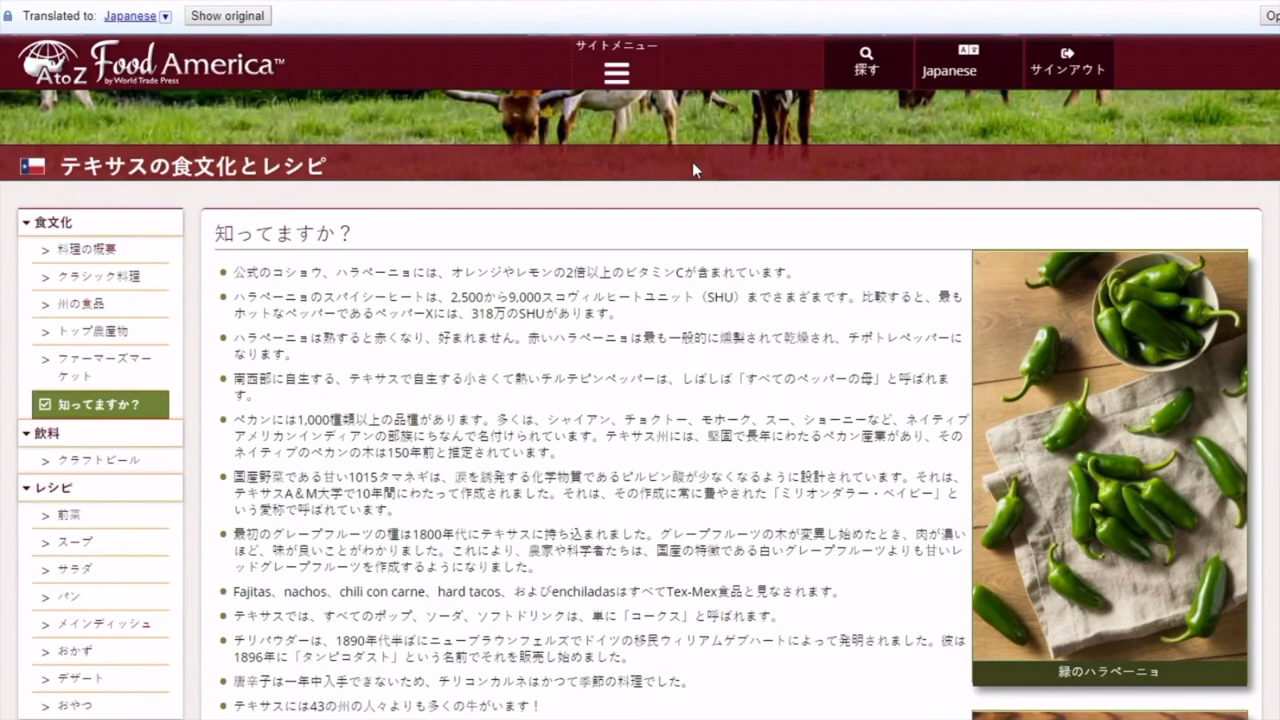 Translated to: Japanese Show original
Op
AtoZ Food America™
by World Trade Press
サイトメニュー
探す
Japanese
サインアウト
テキサスの食文化とレシピ
食文化
> 料理の概要
> クラシック料理
> 州の食品
> トップ農産物
> ファーマーズマー
ケット
知ってますか？
飲料
> クラフトビール
レシピ
> 前菜
> スープ
> サラダ
> パン
> メインディッシュ
> おかず
> デザート
> おやつ
知ってますか？
公式のコショウ、ハラペーニョには、オレンジやレモンの2倍以上のビタミンCが含まれています。
ハラペーニョのスパイシーヒートは、2,500から9,000スコヴィルヒートユニット（SHU）までさまざまです。比較すると、最も
ホットなペッパーであるペッパーXには、318万のSHUがあります。
ハラペーニョは熟すると赤くなり、好まれません。赤いハラペーニョは最も一般的に燻製されて乾燥され、チポトレペッパーに
なります。
南西部に自生する、テキサスで自生する小さくて熱いチルテピンペッパーは、しばしば「すべてのペッパーの母」と呼ばれま
す。
ペカンには1,000種類以上の品種があります。多くは、シャイアン、チョクトー、モホーク、スー、ショーニーなど、ネイティブ
アメリカンインディアンの部族にちなんで名付けられています。テキサス州には、堅固で長年にわたるペカン産業があり、その
ネイティブのペカンの木は150年前と推定されています。
国産野菜である甘い1015タマネギは、涙を誘発する化学物質であるピルビン酸が少なくなるように設計されています。それは、
テキサスA＆M大学で10年間にわたって作成されました。それは、その作成に常に費やされた「ミリオンダラー・ベイビー」とい
う愛称で呼ばれています。
最初のグレープフルーツの種は1800年代にテキサスに持ち込まれました。グレープフルーツの木が変異し始めたとき、肉が濃い
ほど、味が良いことがわかりました。これにより、農家や科学者たちは、国産の特徴である白いグレープフルーツよりも甘いレ
ッドグレープフルーツを作成するようになりました。
Fajitas、nachos、chili con carne、hard tacos、およびenchiladasはすべてTex-Mex食品と見なされます。
テキサスでは、すべてのポップ、ソーダ、ソフトドリンクは、単に「コークス」と呼ばれます。
チリパウダーは、1890年代半ばにニューブラウンフェルズでドイツの移民ウィリアムゲブハートによって発明されました。彼は
1896年に「タンピコダスト」という名前でそれを販売し始めました。
唐辛子は一年中入手できないため、チリコンカルネはかつて季節の料理でした。
テキサスには43の州の人々よりも多くの牛がいます！
緑のハラペーニョ